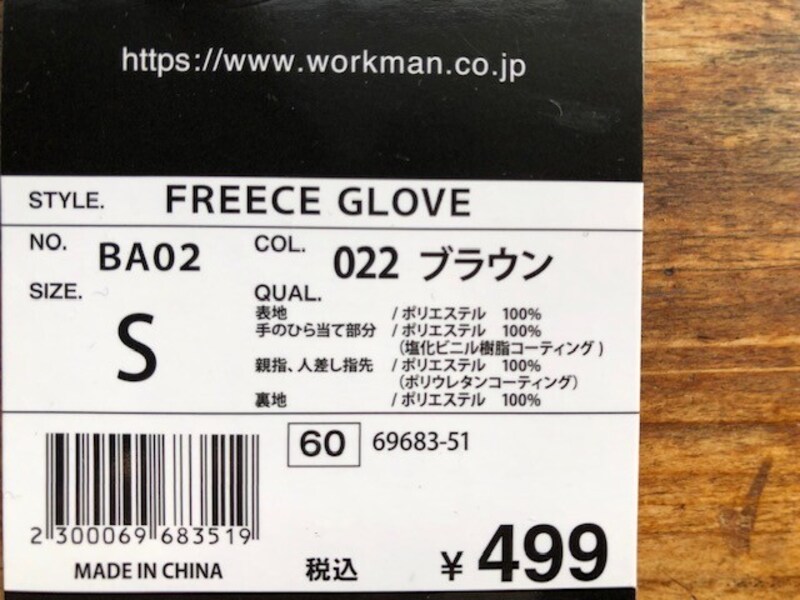 https://www.workman.co.jp
STYLE. FREECE GLOVE
NO. BA02 COL. 022 ブラウン
SIZE. S
QUAL.
表地 /ポリエステル 100%
手のひら当て部分 /ポリエステル 100%
(塩化ビニル樹脂コーティング)
親指、人差し指先 /ポリエステル 100%
(ポリウレタンコーティング)
裏地 /ポリエステル 100%
60 69683-51
2 300069 683519
MADE IN CHINA 税込 ¥499